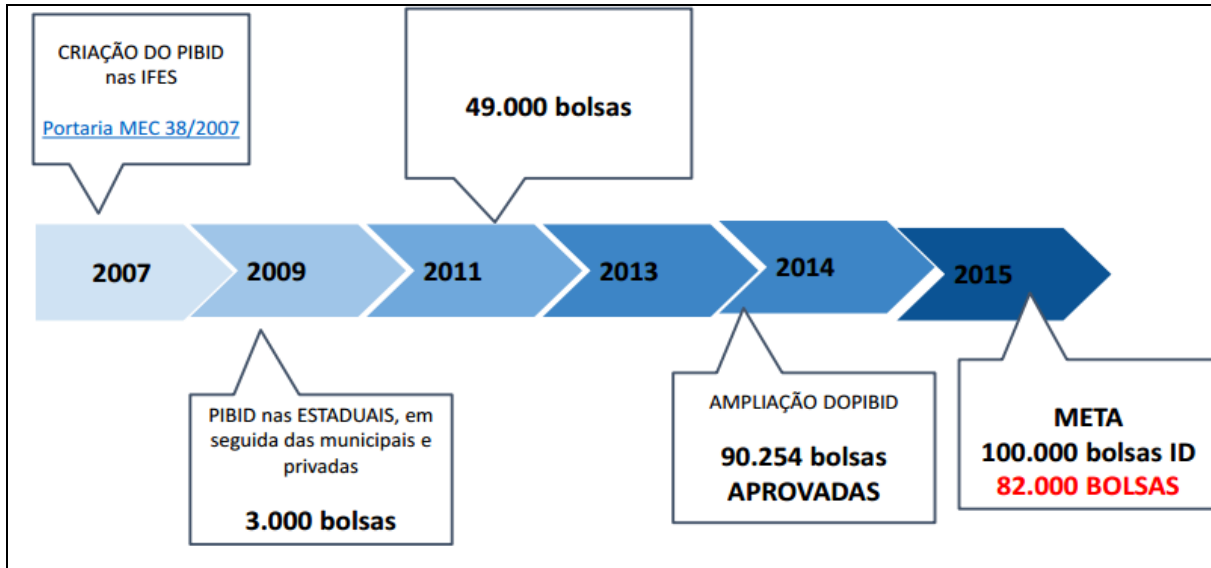 CRIAÇÃO DO PIBID
nas IFES
Portaria MEC 38/2007
49.000 bolsas
2007
2009
2011
2013
2014
2015
PIBID nas ESTADUAIS, em
seguida das municipais e
privadas
3.000 bolsas
AMPLIAÇÃO DOPIBID
90.254 bolsas
APROVADAS
META
100.000 bolsas ID
82.000 BOLSAS